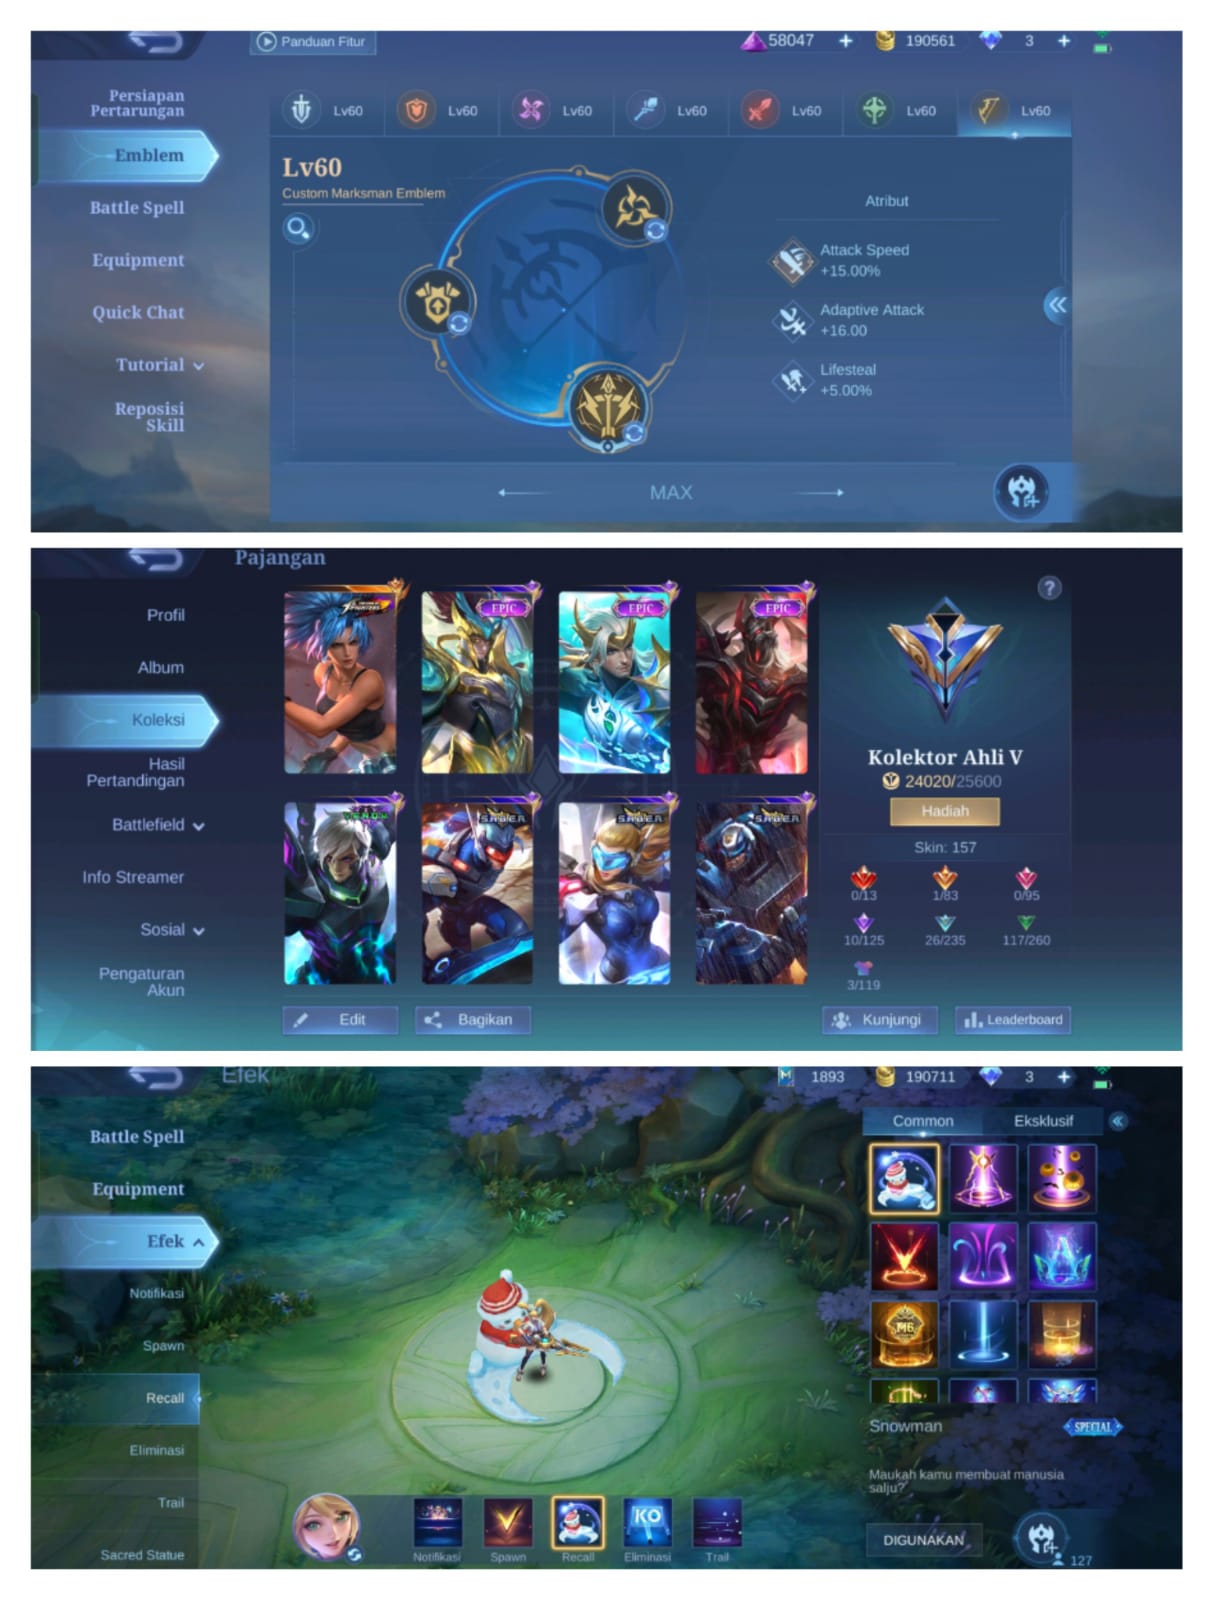 Panduan Fitur
58047
190561
3
Persiapan
Pertarungan
Emblem
Battle Spell
Equipment
Quick Chat
Tutorial
Reposisi
Skill
Lv60
Lv60
Lv60
Lv60
Lv60
Lv60
Lv60
Lv60
Custom Marksman Emblem
Atribut
Attack Speed
+15.00%
Adaptive Attack
+16.00
Lifesteal
+5.00%
MAX
Pajangan
Profil
Album
Koleksi
Hasil
Pertandingan
Battlefield
Info Streamer
Sosial
Pengaturan
Akun
EPIC
EPIC
EPIC
S.A.B.E.R
S.A.B.E.R
S.A.B.E.R
Edit
Bagikan
?
Kolektor Ahli V
24020/25600
Hadiah
Skin: 157
0/13
1/83
0/95
10/125
26/235
117/260
3/119
Kunjungi
Leaderboard
Efek
1893
190711
3
Battle Spell
Equipment
Efek
Notifikasi
Spawn
Recall
Eliminasi
Trail
Sacred Statue
Common
Eksklusif
M6
Snowman
SPECIAL
Maukah kamu membuat manusia
salju?
DIGUNAKAN
127
KO
Notifikasi
Spawn
Recall
Eliminasi
Trail